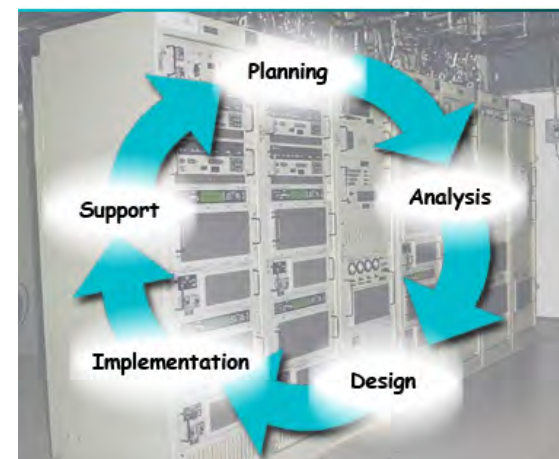 Planning
Analysis
Design
Implementation
Support